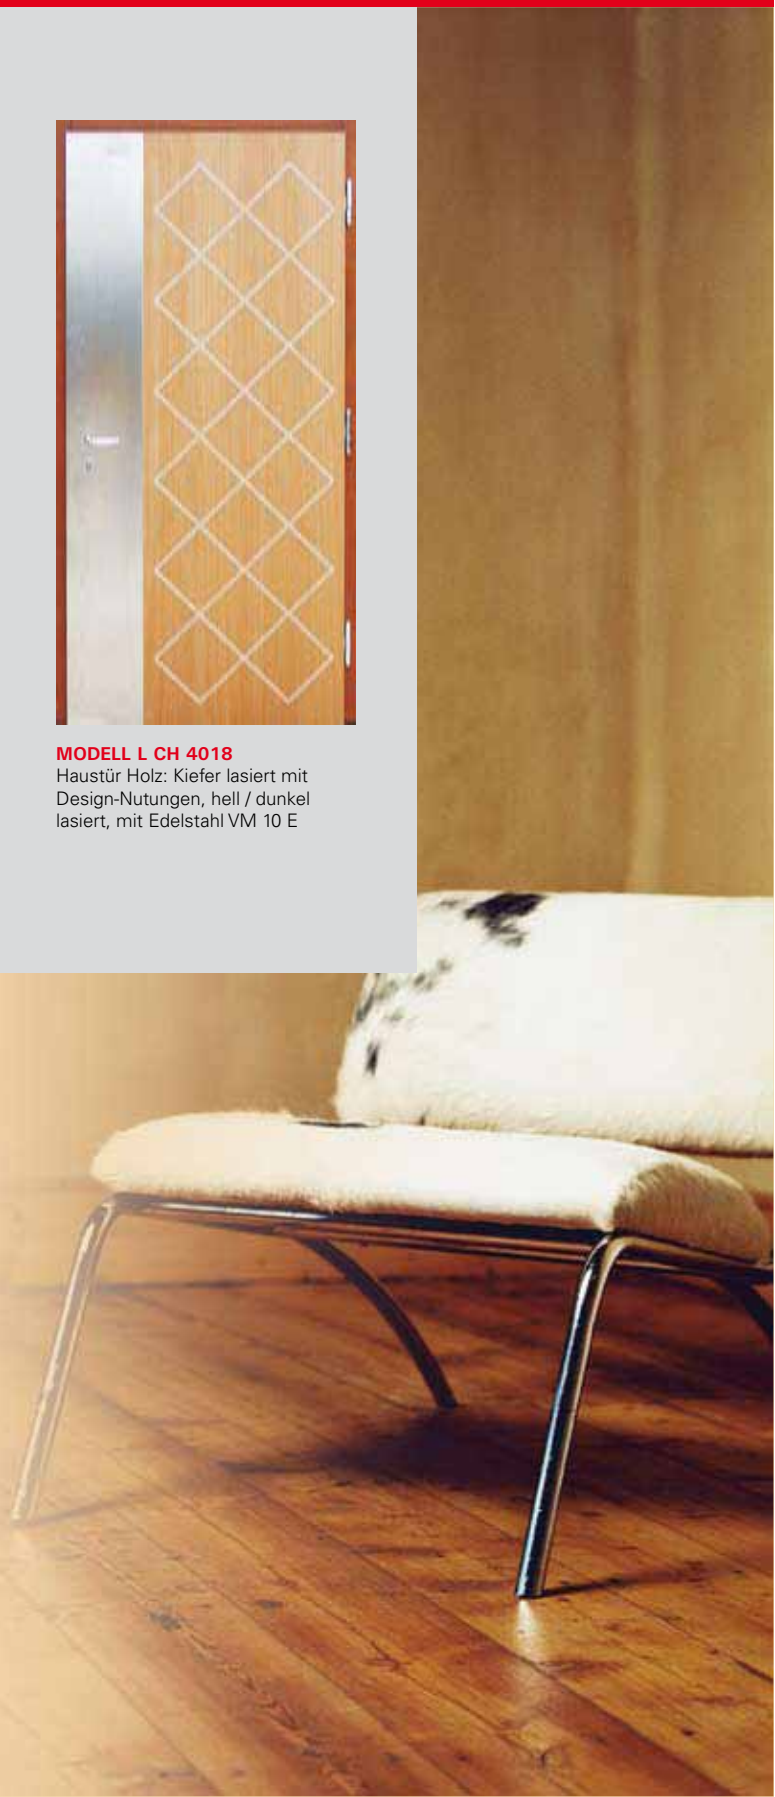 MODELL L CH 4018
Haustür Holz: Kiefer lasiert mit
Design-Nutungen, hell / dunkel
lasiert, mit Edelstahl VM 10 E